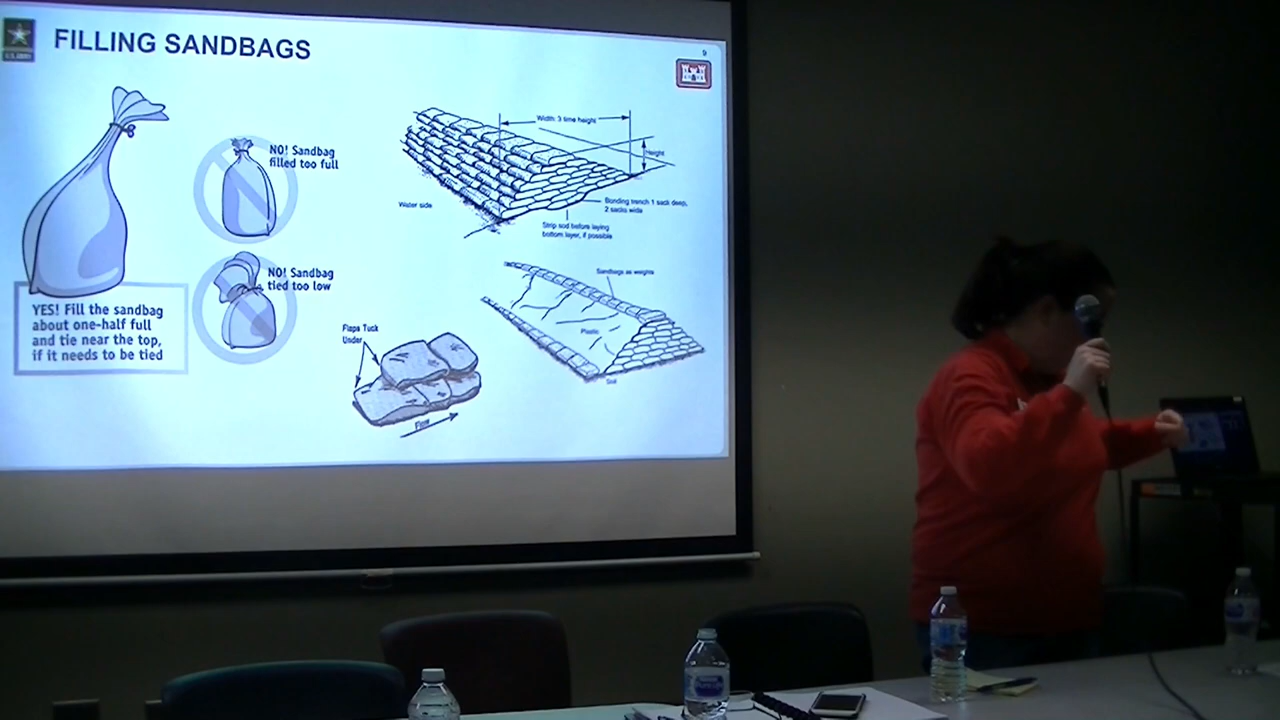 FILLING SANDBAGS
9
U.S. ARMY
NO! Sandbag
filled too full
NO! Sandbag
tied too low
YES! Fill the sandbag
about one-half full
and tie near the top,
if it needs to be tied
Width: 3 time height
Height
Water side
Bonding trench 1 sack deep,
2 sacks wide
Strip sod before laying
bottom layer, if possible
Sandbags as weights
Plastic
Flaps Tuck
Under
Flow